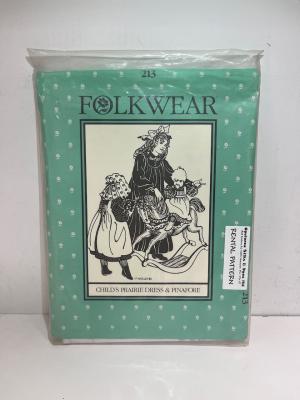 213
FOLKWEAR
CHILD'S PRAIRIE DRESS & PINAFORE
RENTAL PATTERN
213